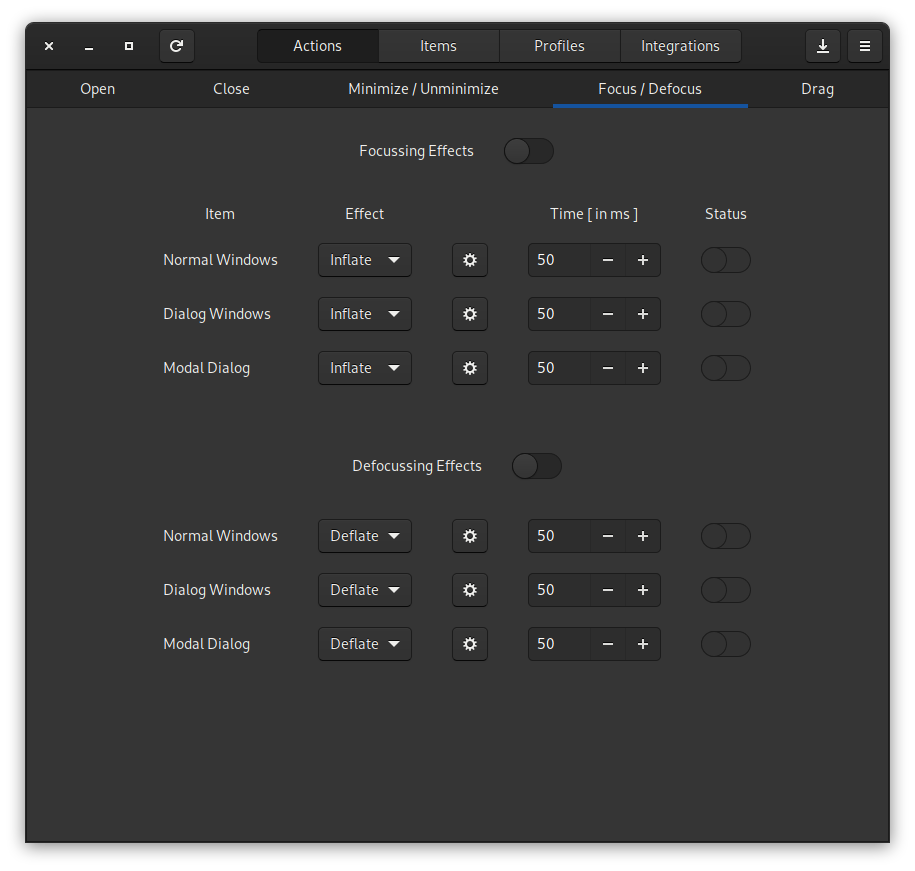 Actions Items Profiles Integrations
Open Close Minimize / Unminimize Focus / Defocus Drag
Focussing Effects
Item Effect Time [ in ms ] Status
Normal Windows Inflate 50 − +
Dialog Windows Inflate 50 − +
Modal Dialog Inflate 50 − +
Defocussing Effects
Normal Windows Deflate 50 − +
Dialog Windows Deflate 50 − +
Modal Dialog Deflate 50 − +